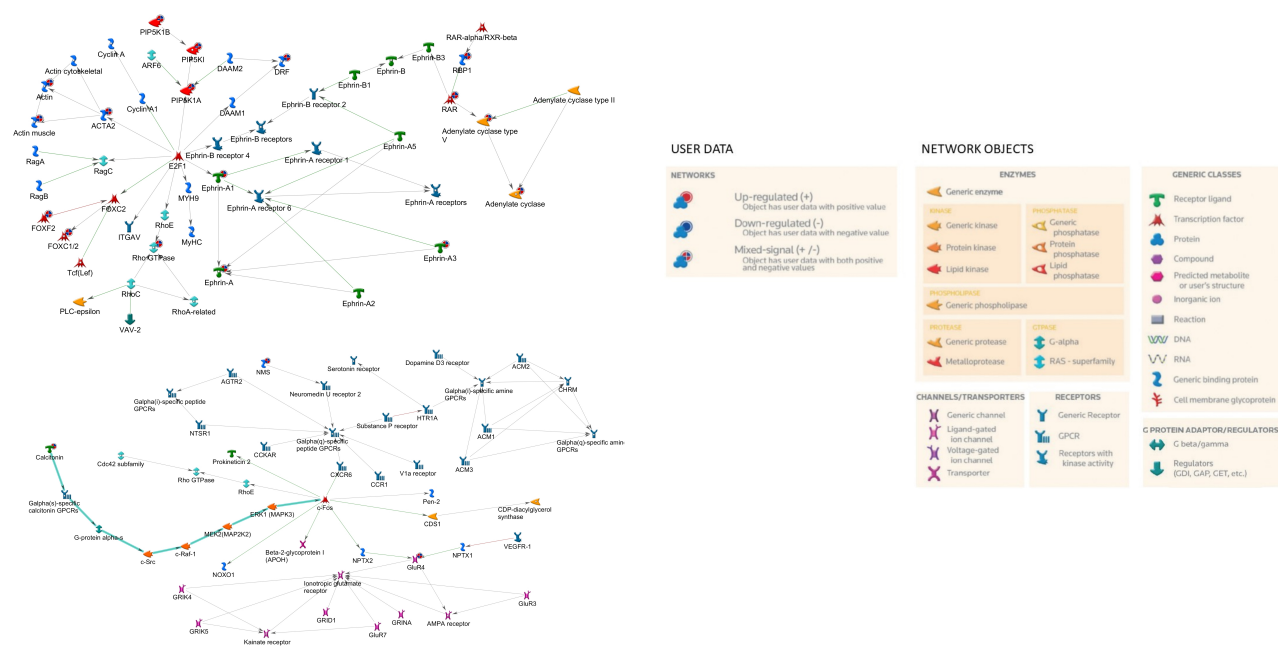 PIP5K1B
Cyclin A
ARF6
PIP5KI
Actin cytoskeletal
DAAM2
DRF
Actin
PIP5K1A
Cyclin A1
DAAM1
Actin muscle
ACTA2
RagA
RagC
E2F1
RagB
FOXC2
FOXF2
FOXC1/2
Tcf(Lef)
ITGAV
RhoE
MYH9
MyHC
Rho GTPase
RhoC
PLC-epsilon
VAV-2
RhoA-related
RAR-alpha/RXR-beta
Ephrin-B3
Ephrin-B
RBP1
Ephrin-B1
Ephrin-B receptor 2
RAR
Adenylate cyclase type II
Adenylate cyclase type
V
Ephrin-B receptors
Ephrin-A5
Ephrin-B receptor 4
Ephrin-A receptor 1
Ephrin-A1
Ephrin-A receptors
Ephrin-A receptor 6
Adenylate cyclase
Ephrin-A3
Ephrin-A
Ephrin-A2
NMS
Serotonin receptor
Dopamine D3 receptor
ACM2
AGTR2
Neuromedin U receptor 2
Galpha(i)-specific amine
GPCRs
CHRM
Galpha(i)-specific peptide
GPCRs
HTR1A
Substance P receptor
NTSR1
Galpha(q)-specific
peptide GPCRs
ACM1
Galpha(q)-specific amin-
GPCRs
Calcitonin
CCKAR
Prokineticin 2
Cdc42 subfamily
V1a receptor
ACM3
CXCR6
CCR1
Rho GTPase
RhoE
Galpha(s)-specific
calcitonin GPCRs
Pen-2
c-Fos
CDP-diacylglycerol
synthase
ERK1 (MAPK3)
CDS1
G-protein alpha-s
MEK2(MAP2K2)
c-Raf-1
c-Src
Beta-2-glycoprotein I
(APOH)
VEGFR-1
NPTX2
NPTX1
NOXO1
GluR4
Ionotropic glutamate
receptor
GRIK4
GluR3
GRID1
GRINA
AMPA receptor
GRIK5
GluR7
Kainate receptor
USER DATA
NETWORKS
Up-regulated (+)
Object has user data with positive value
Down-regulated (-)
Object has user data with negative value
Mixed-signal (+ /-)
Object has user data with both positive
and negative values
NETWORK OBJECTS
ENZYMES
Generic enzyme
KINASE
Generic kinase
Protein kinase
Lipid kinase
PHOSPHATASE
Generic
phosphatase
Protein
phosphatase
Lipid
phosphatase
PHOSPHOLIPASE
Generic phospholipase
PROTEASE
Generic protease
Metalloprotease
GTPASE
G-alpha
RAS - superfamily
CHANNELS/TRANSPORTERS
Generic channel
Ligand-gated
ion channel
Voltage-gated
ion channel
Transporter
RECEPTORS
Generic Receptor
GPCR
Receptors with
kinase activity
GENERIC CLASSES
Receptor ligand
Transcription factor
Protein
Compound
Predicted metabolite
or user's structure
Inorganic ion
Reaction
DNA
RNA
Generic binding protein
Cell membrane glycoprotein
G PROTEIN ADAPTOR/REGULATORS
G beta/gamma
Regulators
(GDI, GAP, GET, etc.)